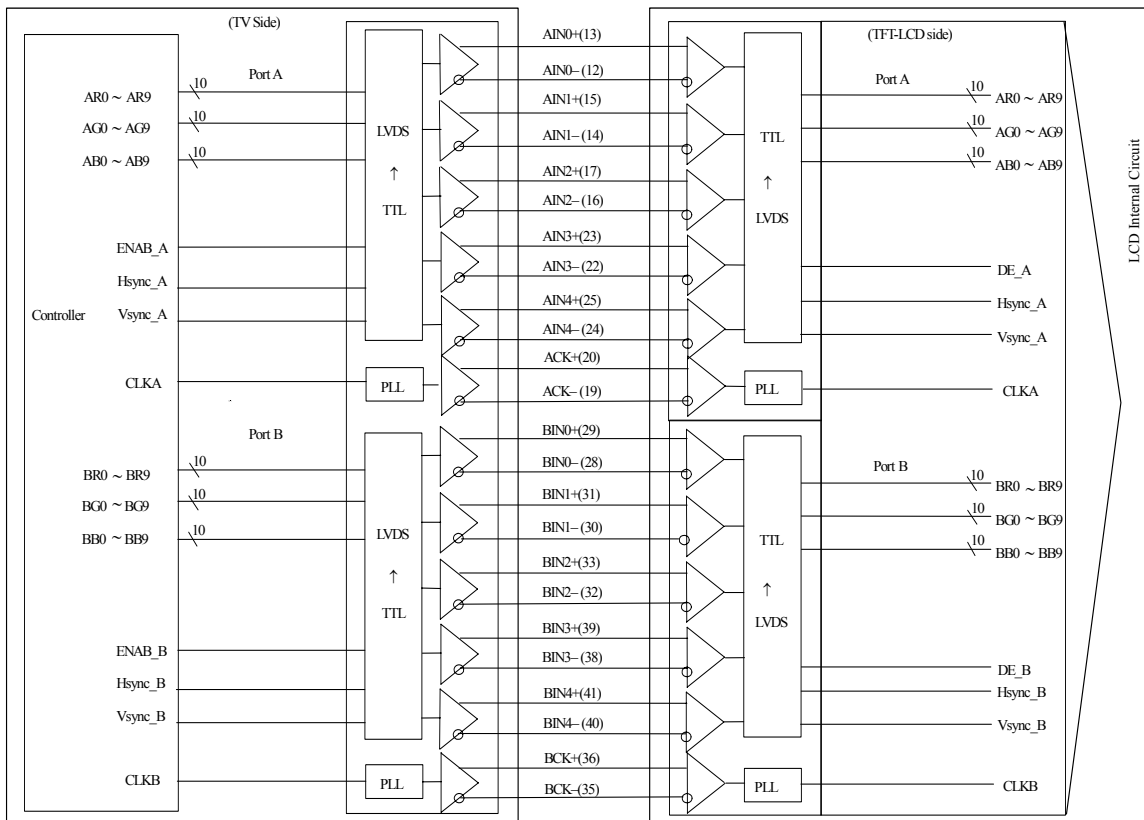 (TV Side)
(TFT-LCD side)
LCD Internal Circuit
Controller
Port A
AR0 ~ AR9
10
AG0 ~ AG9
10
AB0 ~ AB9
10
ENAB_A
Hsync_A
Vsync_A
CLKA
LVDS
↑
TTL
PLL
AIN0+(13)
AIN0– (12)
AIN1+(15)
AIN1– (14)
AIN2+(17)
AIN2– (16)
AIN3+(23)
AIN3– (22)
AIN4+(25)
AIN4– (24)
ACK+(20)
ACK– (19)
TTL
↑
LVDS
PLL
Port A
10
AR0 ~ AR9
10
AG0 ~ AG9
10
AB0 ~ AB9
DE_A
Hsync_A
Vsync_A
CLKA
Port B
BR0 ~ BR9
10
BG0 ~ BG9
10
BB0 ~ BB9
10
ENAB_B
Hsync_B
Vsync_B
CLKB
LVDS
↑
TTL
PLL
BIN0+(29)
BIN0– (28)
BIN1+(31)
BIN1– (30)
BIN2+(33)
BIN2– (32)
BIN3+(39)
BIN3– (38)
BIN4+(41)
BIN4– (40)
BCK+(36)
BCK–(35)
TTL
↑
LVDS
PLL
Port B
10
BR0 ~ BR9
10
BG0 ~ BG9
10
BB0 ~ BB9
DE_B
Hsync_B
Vsync_B
CLKB